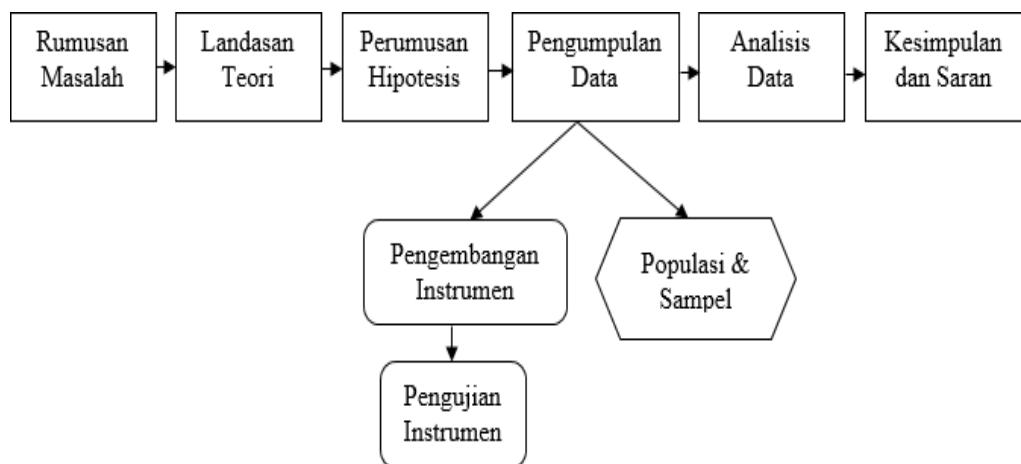 Rumusan
Masalah
Landasan
Teori
Perumusan
Hipotesis
Pengumpulan
Data
Analisis
Data
Kesimpulan
dan Saran
Pengembangan
Instrumen
Populasi &
Sampel
Pengujian
Instrumen